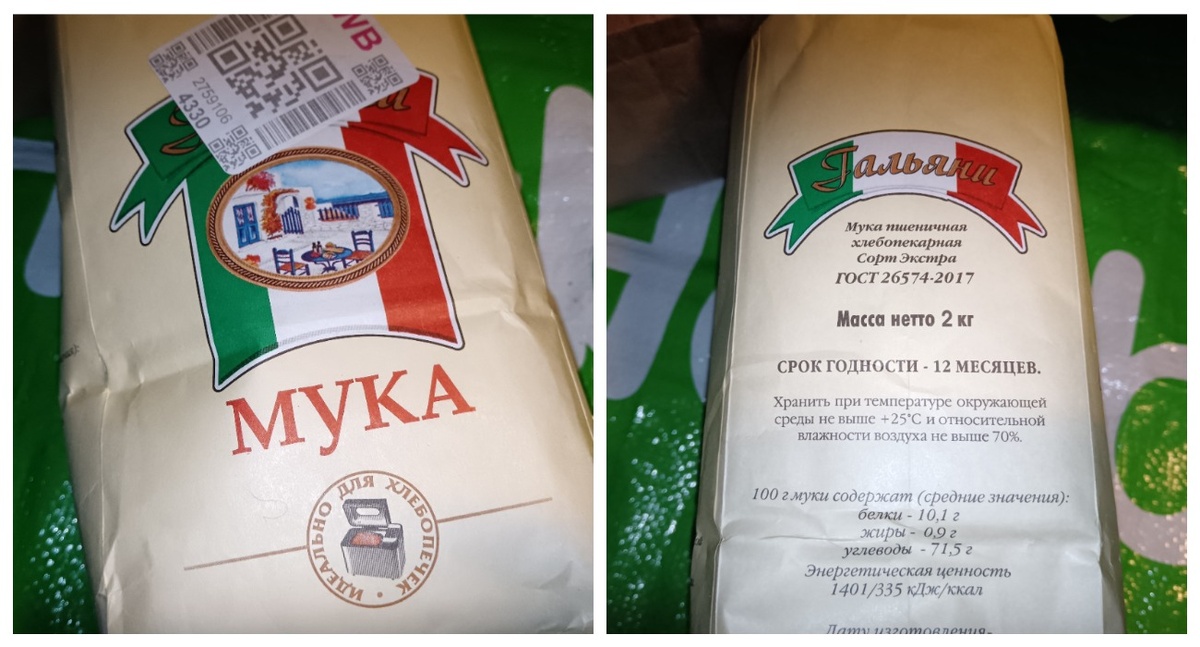 WB
2759106
4330
МУКА
ИДЕАЛЬНО ДЛЯ ХЛЕБОПЕЧЕК •
Гальяни
Мука пшеничная
хлебопекарная
Сорт Экстра
ГОСТ 26574-2017
Масса нетто 2 кг
СРОК ГОДНОСТИ - 12 МЕСЯЦЕВ.
Хранить при температуре окружающей
среды не выше +25°С и относительной
влажности воздуха не выше 70%.
100 г муки содержат (средние значения):
белки - 10,1 г
жиры - 0,9 г
углеводы - 71,5 г
Энергетическая ценность
1401/335 кДж/ккал
Дату изготовления-